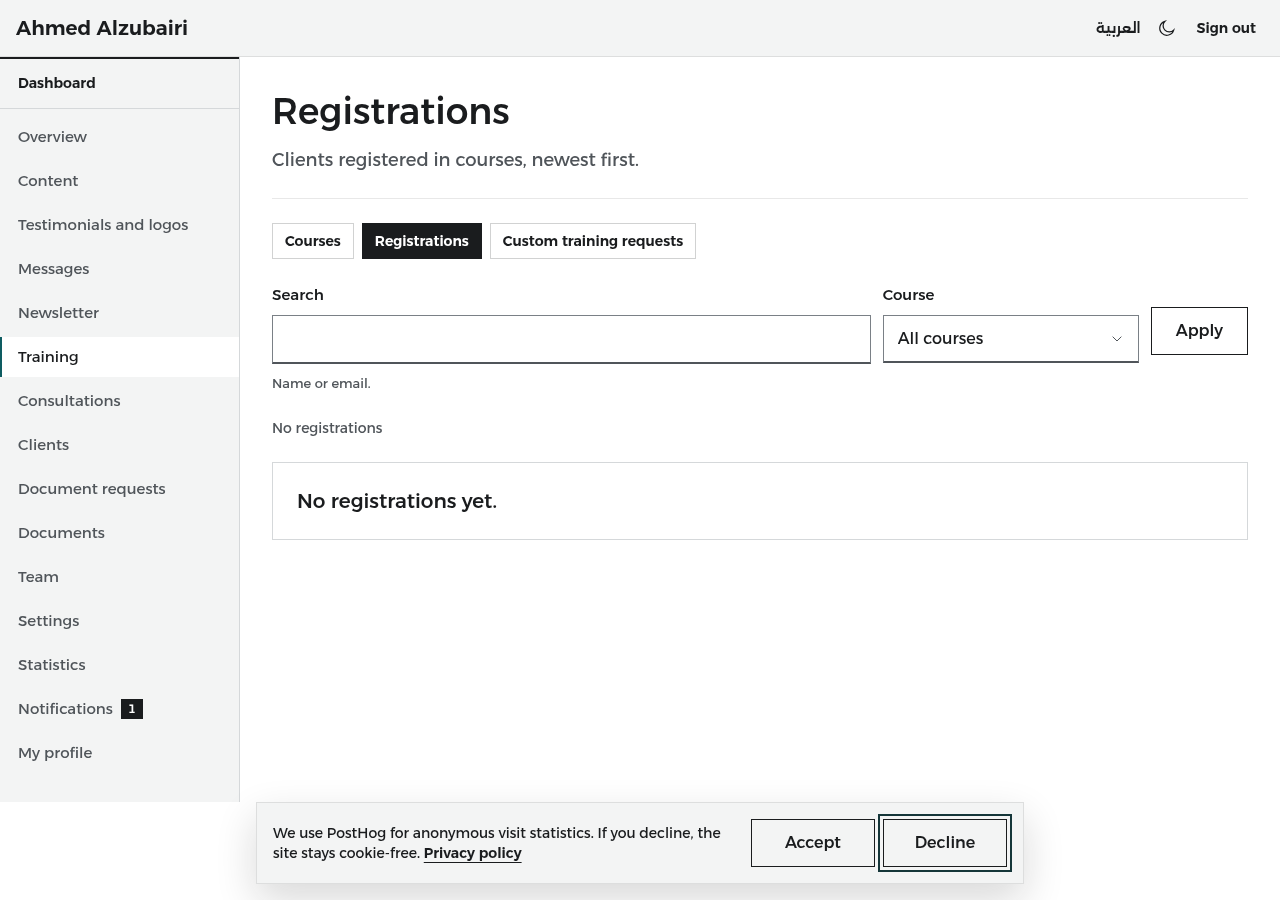 Ahmed Alzubairi
العربية
Sign out
Dashboard
Overview
Content
Testimonials and logos
Messages
Newsletter
Training
Consultations
Clients
Document requests
Documents
Team
Settings
Statistics
Notifications 1
My profile
Registrations
Clients registered in courses, newest first.
Courses
Registrations
Custom training requests
Search
Course
All courses
Apply
Name or email.
No registrations
No registrations yet.
We use PostHog for anonymous visit statistics. If you decline, the
site stays cookie-free. Privacy policy
Accept
Decline